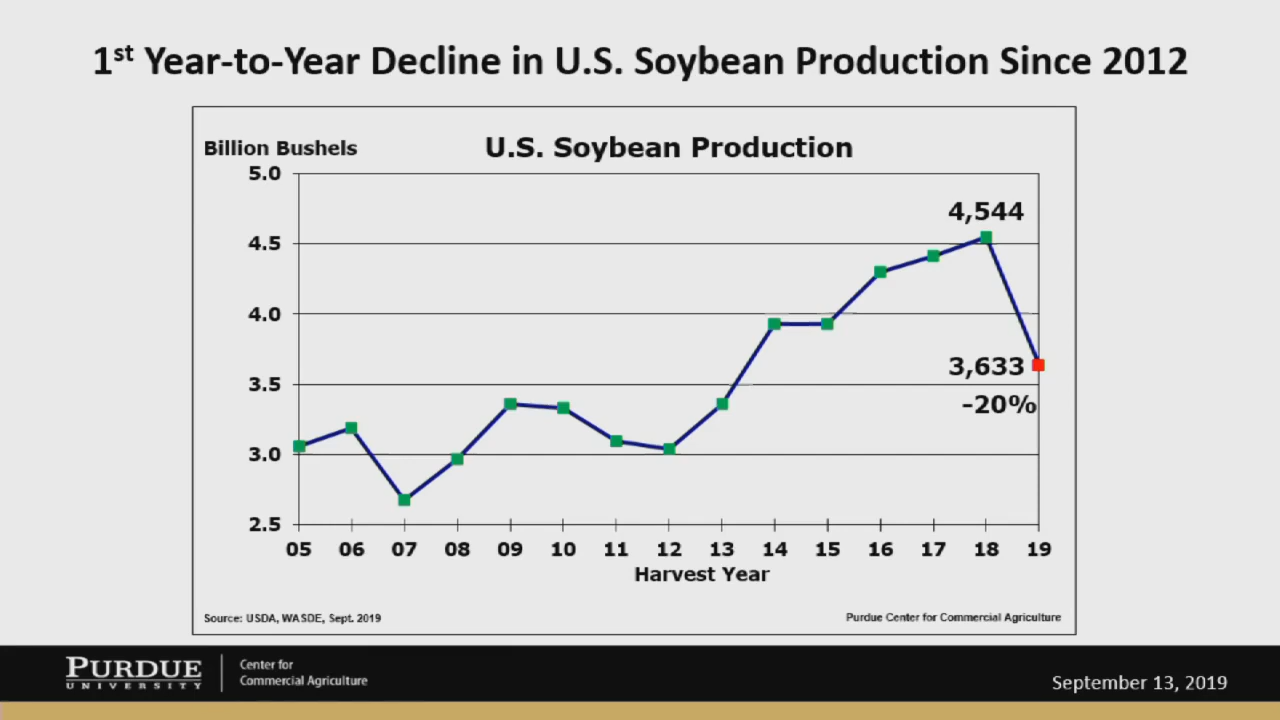 1st Year-to-Year Decline in U.S. Soybean Production Since 2012
Billion Bushels
U.S. Soybean Production
5.0
4,544
4.5
4.0
3,633
3.5
-20%
3.0
2.5
05 06 07 08 09 10 11 12 13 14 15 16 17 18 19
Harvest Year
Source: USDA, WASDE, Sept. 2019
Purdue Center for Commercial Agriculture
PURDUE
UNIVERSITY
Center for
Commercial Agriculture
September 13, 2019